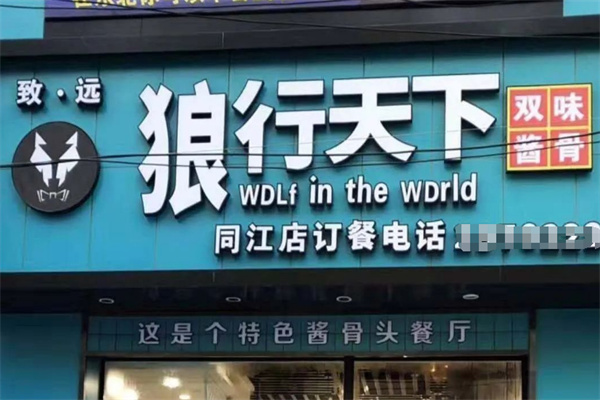 致·远
狼行天下
双味
酱骨
WDLf in the WDrld
同江店订餐电话
这是个特色酱骨头餐厅